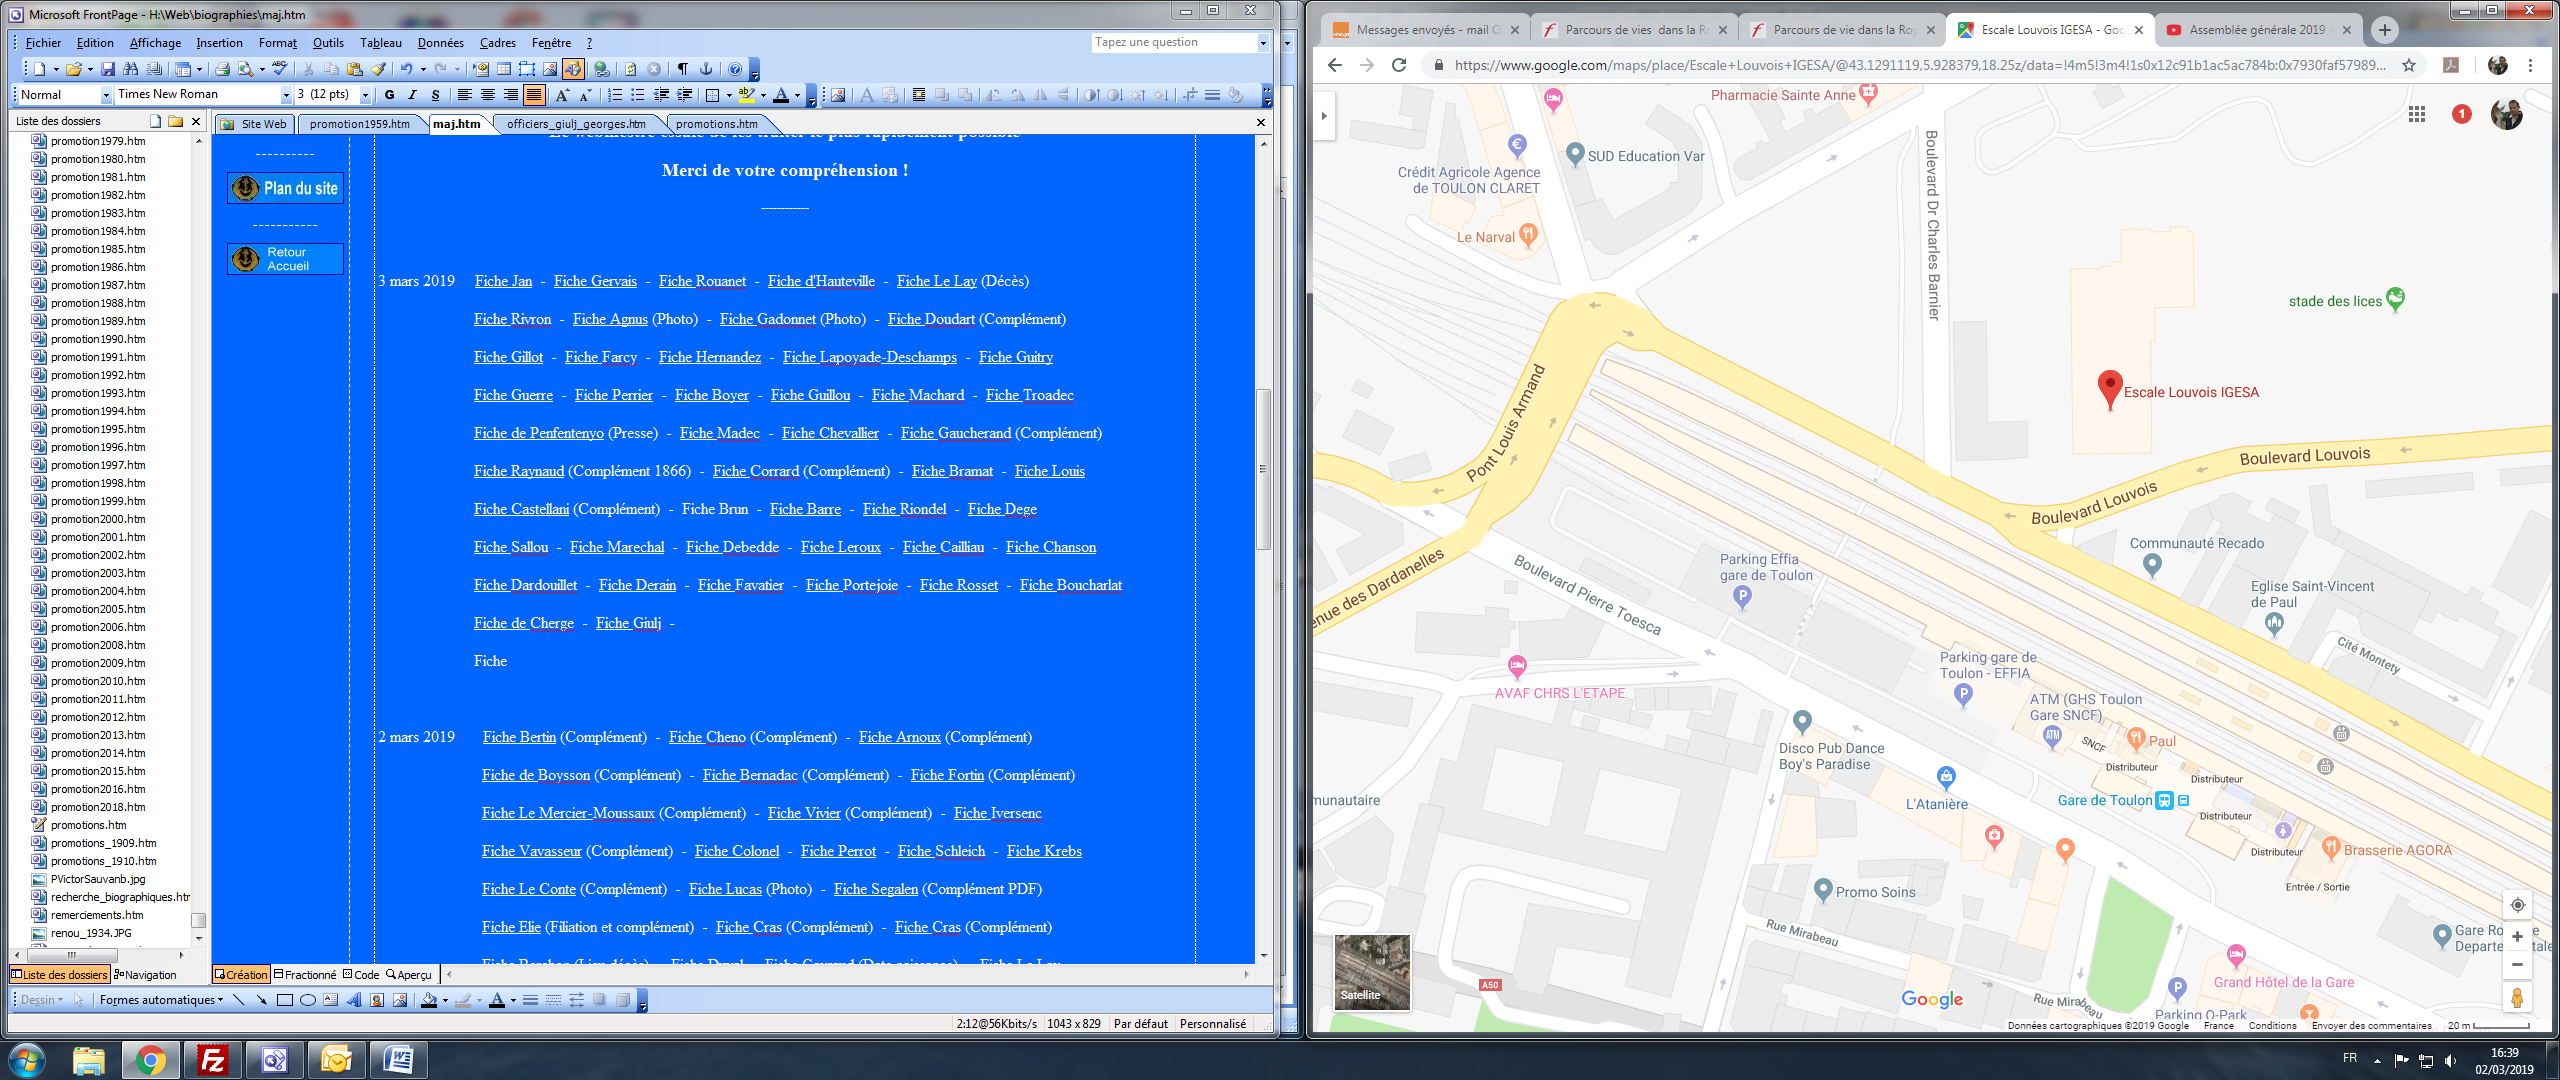 Microsoft FrontPage - H:\Web\biographies\maj.htm
Fichier Edition Affichage Insertion Format Outils Tableau Données Cadres Fenêtre ?
Tapez une question
Normal Times New Roman 3 (12 pts) G I S
Liste des dossiers
Site Web promotion1959.htm maj.htm officiers_giulj_georges.htm promotions.htm
promotion1979.htm
promotion1980.htm
promotion1981.htm
promotion1982.htm
promotion1983.htm
promotion1984.htm
promotion1985.htm
promotion1986.htm
promotion1987.htm
promotion1988.htm
promotion1989.htm
promotion1990.htm
promotion1991.htm
promotion1992.htm
promotion1993.htm
promotion1994.htm
promotion1995.htm
promotion1996.htm
promotion1997.htm
promotion1998.htm
promotion1999.htm
promotion2000.htm
promotion2001.htm
promotion2002.htm
promotion2003.htm
promotion2004.htm
promotion2005.htm
promotion2006.htm
promotion2008.htm
promotion2009.htm
promotion2010.htm
promotion2011.htm
promotion2012.htm
promotion2013.htm
promotion2014.htm
promotion2015.htm
promotion2016.htm
promotion2018.htm
promotions.htm
promotions_1909.htm
promotions_1910.htm
PVictorSauvanb.jpg
recherche_biographiques.htm
remerciements.htm
renou_1934.JPG
Liste des dossiers Navigation
----------
Plan du site
-----------
Retour
Accueil
Le webmestre essaie de les traiter le plus rapidement possible
Merci de votre compréhension !
------------
3 mars 2019 Fiche Jan - Fiche Gervais - Fiche Rouanet - Fiche d'Hauteville - Fiche Le Lay (Décès)
Fiche Rivron - Fiche Agnus (Photo) - Fiche Gadonnet (Photo) - Fiche Doudart (Complément)
Fiche Gillot - Fiche Farcy - Fiche Hernandez - Fiche Lapoyade-Deschamps - Fiche Guitry
Fiche Guerre - Fiche Perrier - Fiche Boyer - Fiche Guillou - Fiche Machard - Fiche Troadec
Fiche de Penfentenyo (Presse) - Fiche Madec - Fiche Chevallier - Fiche Gaucherand (Complément)
Fiche Raynaud (Complément 1866) - Fiche Corrard (Complément) - Fiche Bramat - Fiche Louis
Fiche Castellani (Complément) - Fiche Brun - Fiche Barre - Fiche Riondel - Fiche Dege
Fiche Sallou - Fiche Marechal - Fiche Debedde - Fiche Leroux - Fiche Cailliau - Fiche Chanson
Fiche Dardouillet - Fiche Derain - Fiche Favatier - Fiche Portejoie - Fiche Rosset - Fiche Boucharlat
Fiche de Cherge - Fiche Giulj -
Fiche
2 mars 2019 Fiche Bertin (Complément) - Fiche Cheno (Complément) - Fiche Arnoux (Complément)
Fiche de Boysson (Complément) - Fiche Bernadac (Complément) - Fiche Fortin (Complément)
Fiche Le Mercier-Moussaux (Complément) - Fiche Vivier (Complément) - Fiche Iversenc
Fiche Vavasseur (Complément) - Fiche Colonel - Fiche Perrot - Fiche Schleich - Fiche Krebs
Fiche Le Conte (Complément) - Fiche Lucas (Photo) - Fiche Segalen (Complément PDF)
Fiche Elie (Filiation et complément) - Fiche Cras (Complément) - Fiche Cras (Complément)
Création Fractionné Code Aperçu
Dessin Formes automatiques
2:12@56Kbits/s 1043 x 829 Par défaut Personnalisé
Messages envoyés - mail O Parcours de vies dans la R Parcours de vie dans la Roy Escale Louvois IGESA - Goo Assemblée générale 2019 -
https://www.google.com/maps/place/Escale+Louvois+IGESA/@43.1291119,5.928379,18.25z/data=!4m5!3m4!1s0x12c91b1ac5ac784b:0x7930faf57989...
1
Pharmacie Sainte Anne
SUD Education Var
Crédit Agricole Agence
de TOULON CLARET
Le Narval
Boulevard Dr Charles Barnier
stade des lices
Escale Louvois IGESA
Pont Louis Armand
Boulevard Louvois
Boulevard Louvois
Communauté Recado
Eglise Saint-Vincent
de Paul
Cité Montety
enue des Dardanelles
Boulevard Pierre Toesca
Parking Effia
gare de Toulon
Parking gare de
Toulon - EFFIA
AVAF CHRS L'ETAPE
ATM (GHS Toulon
Gare SNCF)
ATM
SNCF
Paul
Distributeur
Distributeur
Disco Pub Dance
Boy's Paradise
munautaire
L'Atanière
Gare de Toulon
Distributeur
Distributeur
Brasserie AGORA
Entrée / Sortie
Promo Soins
Rue Mirabeau
Gare Ro
Departe tale
Grand Hôtel de la Gare
Rue Mirabeau
Parking Q-Park
A50
Satellite
Google
Données cartographiques ©2019 Google France Conditions Envoyer des commentaires 20 m
FR
16:39
02/03/2019